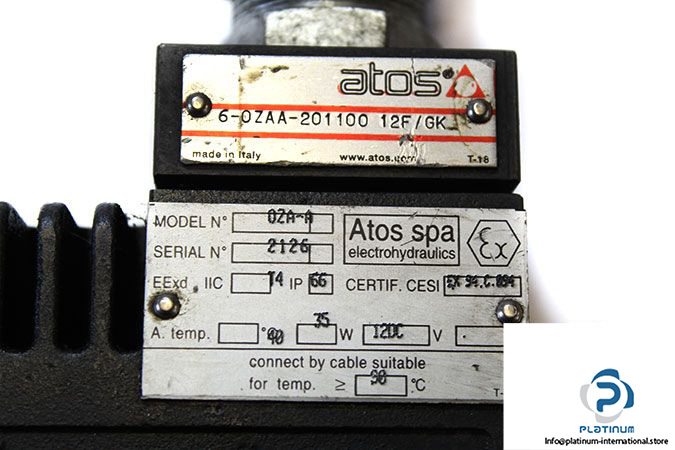 atos®
6-0ZAA-201100 12F/GK
made in Italy www.atos.com T-18
MODEL N° OZA-A
Atos spa
electrohydraulics
Ex
SERIAL N° 2126
EExd IIC T4 IP 66 CERTIF. CESI EX 94.C.094
A. temp. 40 °C 35 W 12DC V
connect by cable suitable
for temp. ≥ 90 °C
T-
PLATINUM
Info@platinum-international.store